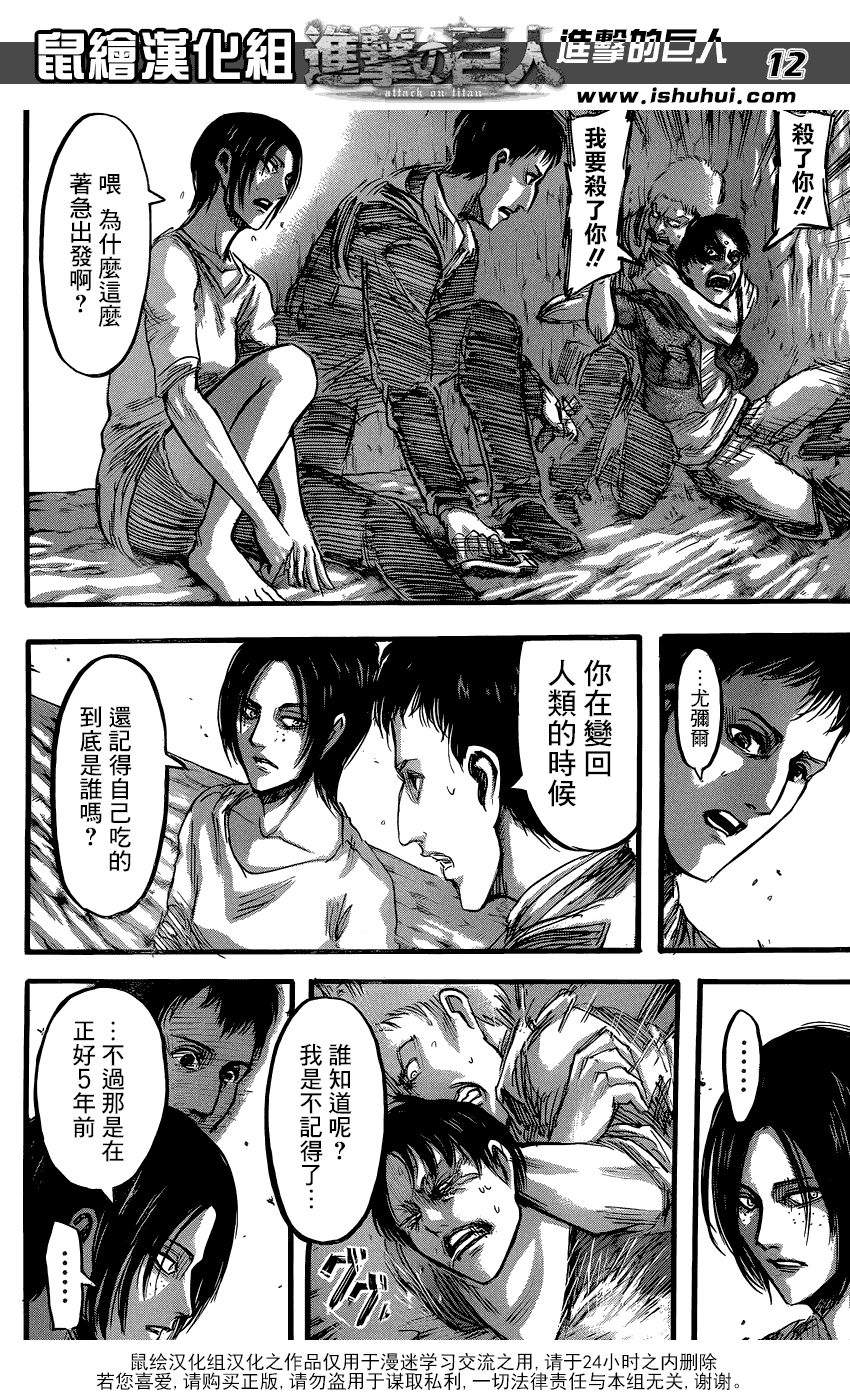 鼠繪漢化組
進撃の巨人
attack on titan
進擊的巨人
12
www.ishuhui.com
殺了你!!
我要殺了你!!
喂 為什麼這麼
著急出發啊?
…尤彌爾
你在變回
人類的時候
還記得自己吃的
到底是誰嗎?
……
誰知道呢?
我是不記得了…
ググ
…不過那是在
正好5年前
……
鼠绘汉化组汉化之作品仅用于漫迷学习交流之用, 请于24小时之内删除
若您喜爱, 请购买正版, 请勿盗用于谋取私利, 一切法律责任与本组无关, 谢谢。